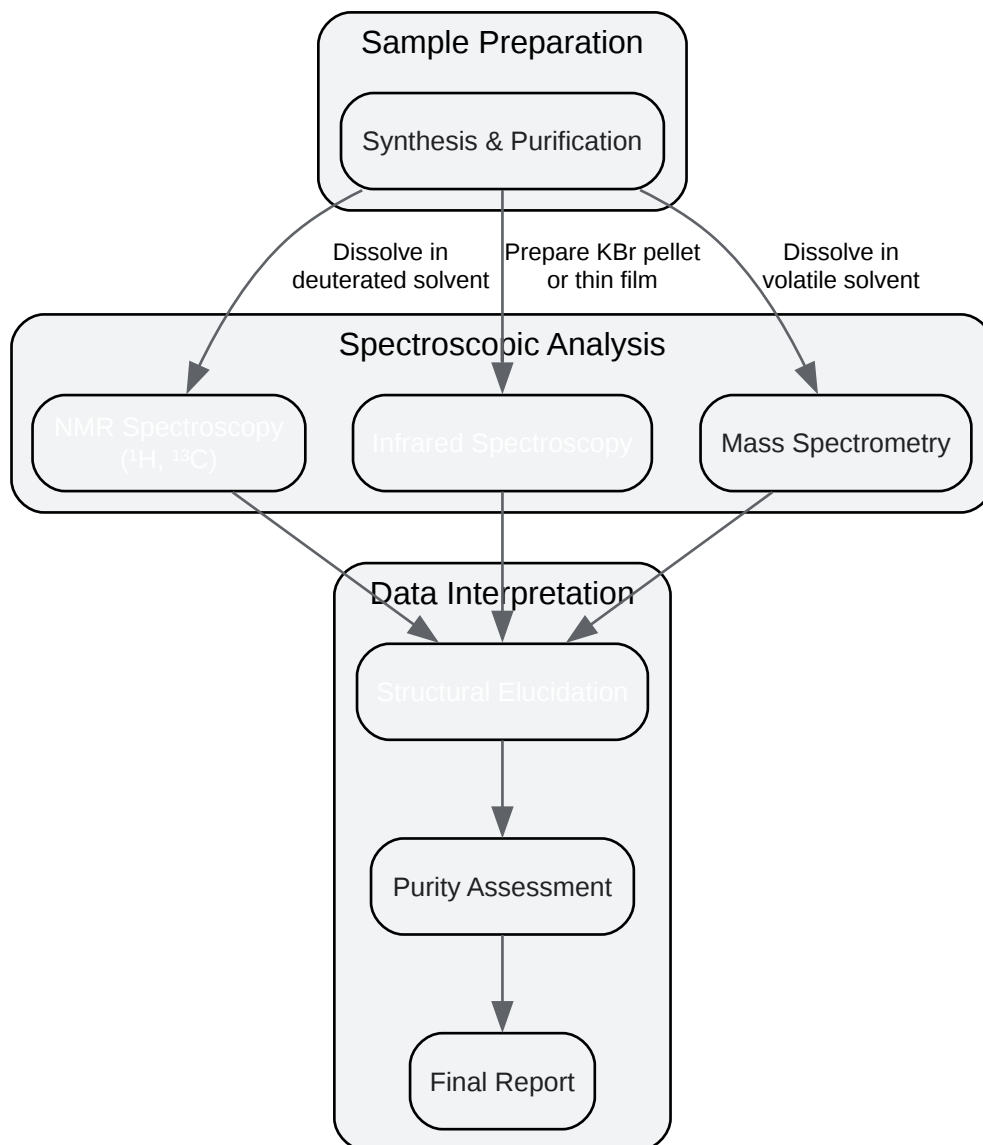 Sample Preparation
Synthesis & Purification
Dissolve in
deuterated solvent
Prepare KBr pellet
or thin film
Dissolve in
volatile solvent
Spectroscopic Analysis
NMR Spectroscopy
(¹H, ¹³C)
Infrared Spectroscopy
Mass Spectrometry
Data Interpretation
Structural Elucidation
Purity Assessment
Final Report